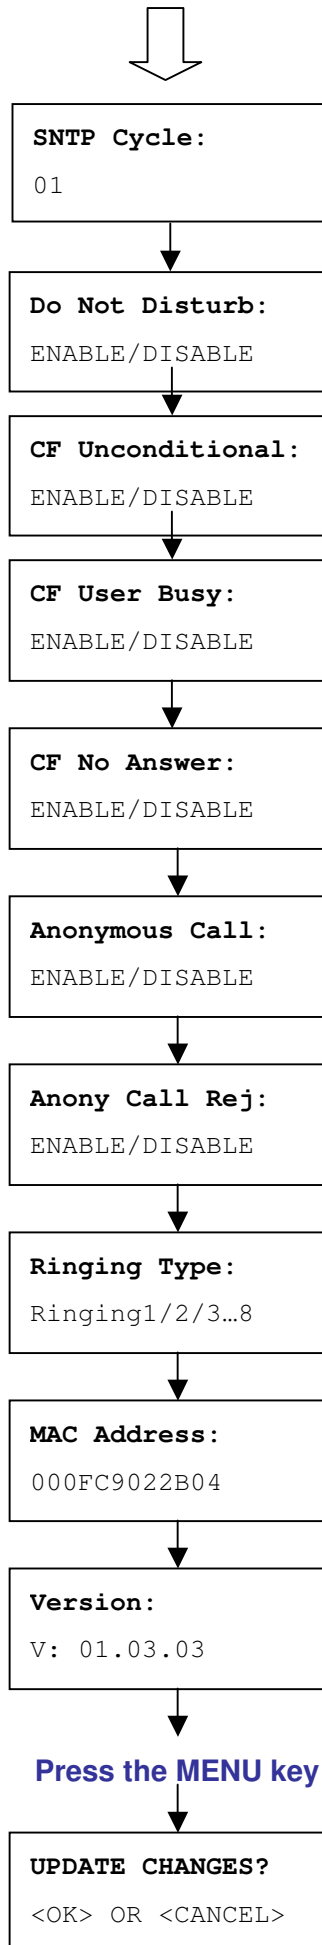 SNTP Cycle:
01
Do Not Disturb:
ENABLE/DISABLE
CF Unconditional:
ENABLE/DISABLE
CF User Busy:
ENABLE/DISABLE
CF No Answer:
ENABLE/DISABLE
Anonymous Call:
ENABLE/DISABLE
Anony Call Rej:
ENABLE/DISABLE
Ringing Type:
Ringing1/2/3…8
MAC Address:
000FC9022B04
Version:
V: 01.03.03
Press the MENU key
UPDATE CHANGES?
<OK> OR <CANCEL>